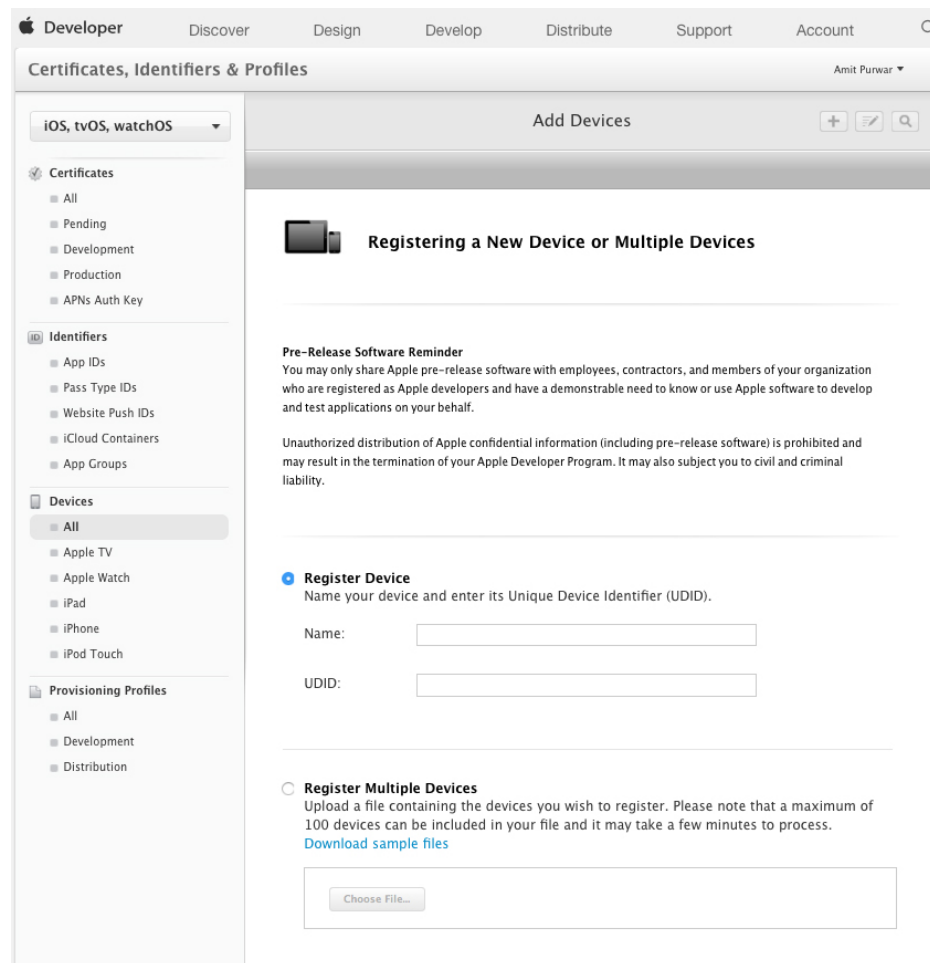 Developer
Discover
Design
Develop
Distribute
Support
Account
Certificates, Identifiers & Profiles
Amit Purwar
iOS, tvOS, watchOS
Add Devices
Certificates
All
Pending
Development
Production
APNs Auth Key
ID Identifiers
App IDs
Pass Type IDs
Website Push IDs
iCloud Containers
App Groups
Devices
All
Apple TV
Apple Watch
iPad
iPhone
iPod Touch
Provisioning Profiles
All
Development
Distribution
Registering a New Device or Multiple Devices
Pre-Release Software Reminder
You may only share Apple pre-release software with employees, contractors, and members of your organization
who are registered as Apple developers and have a demonstrable need to know or use Apple software to develop
and test applications on your behalf.
Unauthorized distribution of Apple confidential information (including pre-release software) is prohibited and
may result in the termination of your Apple Developer Program. It may also subject you to civil and criminal
liability.
Register Device
Name your device and enter its Unique Device Identifier (UDID).
Name:
UDID:
Register Multiple Devices
Upload a file containing the devices you wish to register. Please note that a maximum of
100 devices can be included in your file and it may take a few minutes to process.
Download sample files
Choose File...